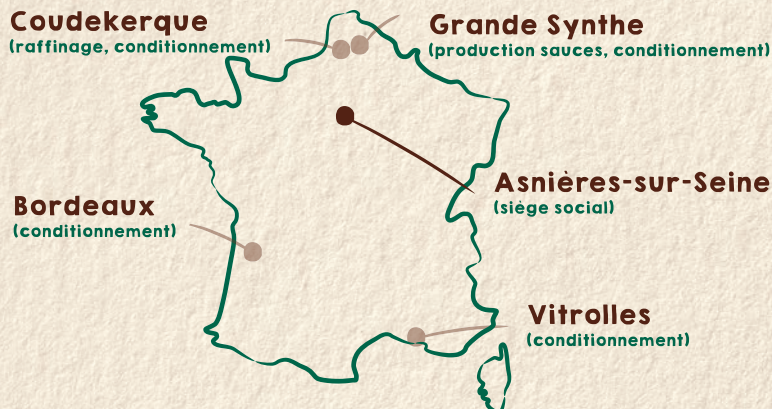 Coudekerque
(raffinage, conditionnement)
Grande Synthe
(production sauces, conditionnement)
Asnières-sur-Seine
(siège social)
Bordeaux
(conditionnement)
Vitrolles
(conditionnement)